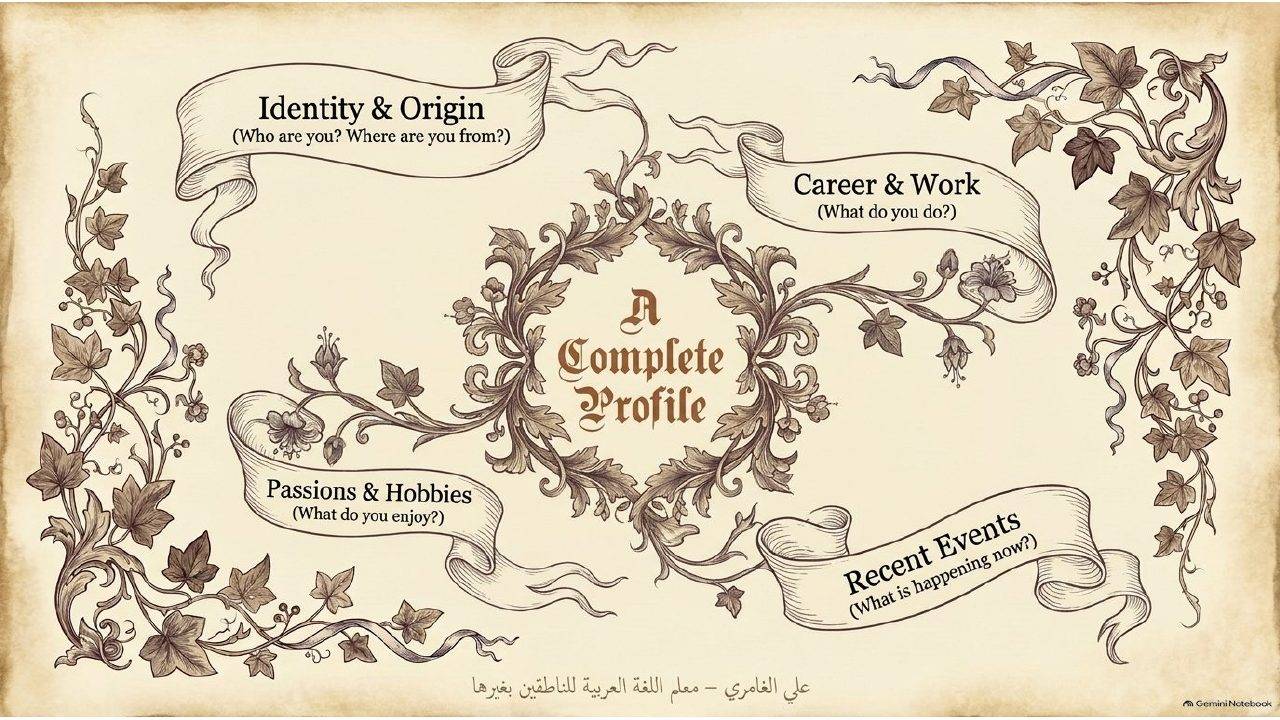 Identity & Origin
(Who are you? Where are you from?)
Career & Work
(What do you do?)
A
Complete
Profile
Passions & Hobbies
(What do you enjoy?)
Recent Events
(What is happening now?)
علي الغامري – معلم اللغة العربية للناطقين بغيرها
Gemini Notebook